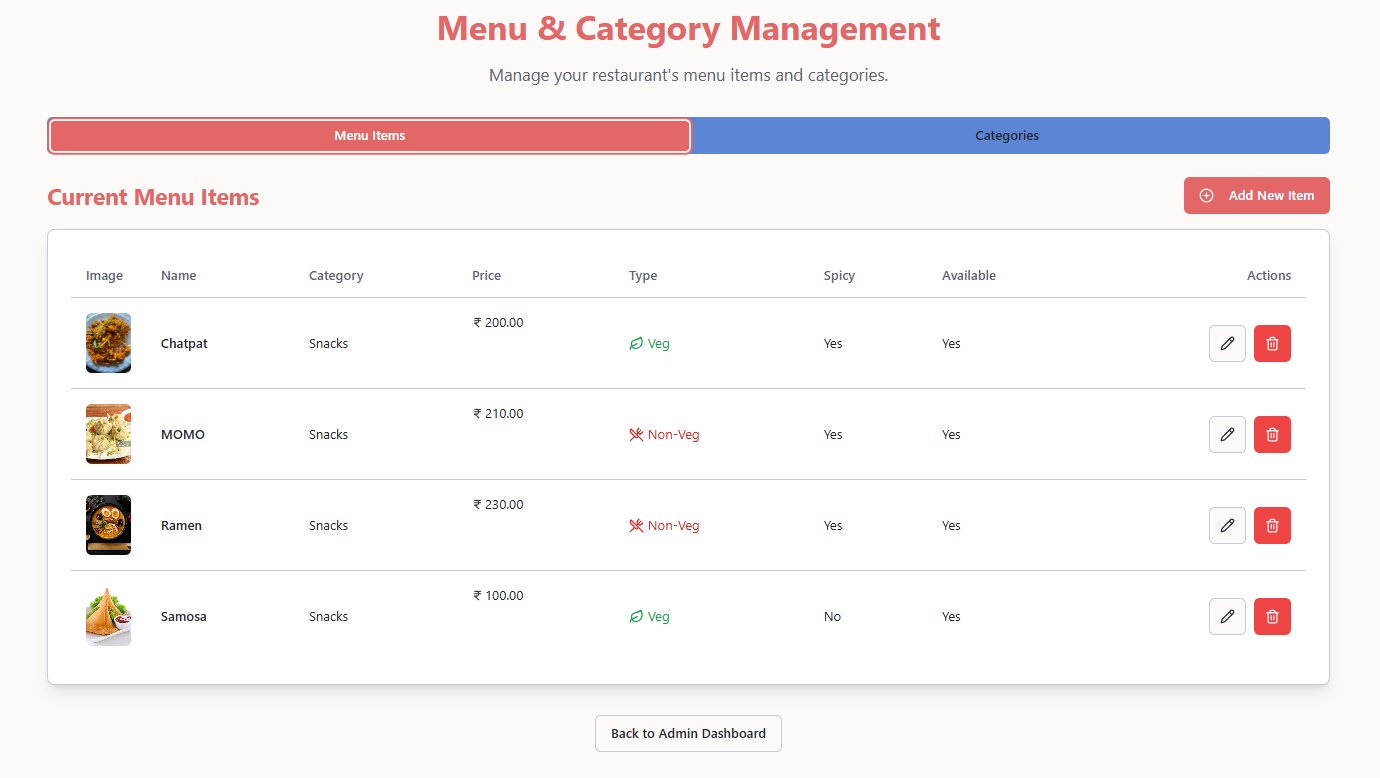 Menu & Category Management
Manage your restaurant's menu items and categories.
Menu Items Categories
Current Menu Items Add New Item
Image Name Category Price Type Spicy Available Actions
Chatpat Snacks ₹ 200.00 Veg Yes Yes
MOMO Snacks ₹ 210.00 Non-Veg Yes Yes
Ramen Snacks ₹ 230.00 Non-Veg Yes Yes
Samosa Snacks ₹ 100.00 Veg No Yes
Back to Admin Dashboard